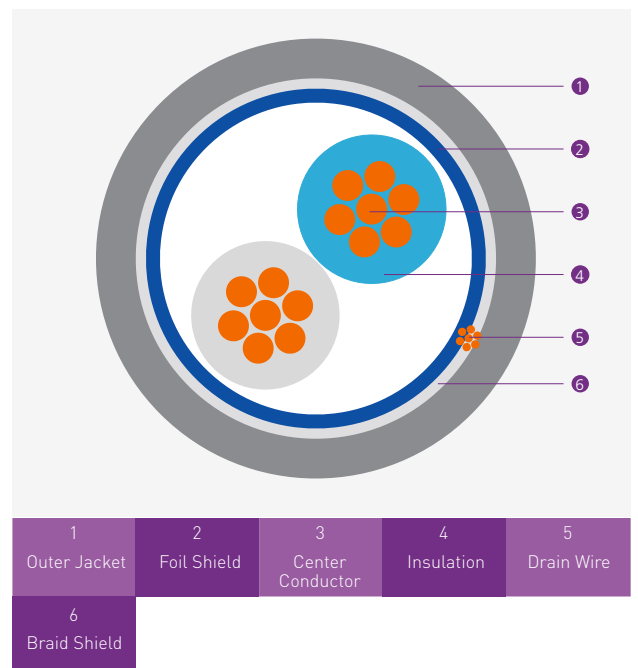 1
2
3
4
5
6
1
Outer Jacket
2
Foil Shield
3
Center
Conductor
4
Insulation
5
Drain Wire
6
Braid Shield